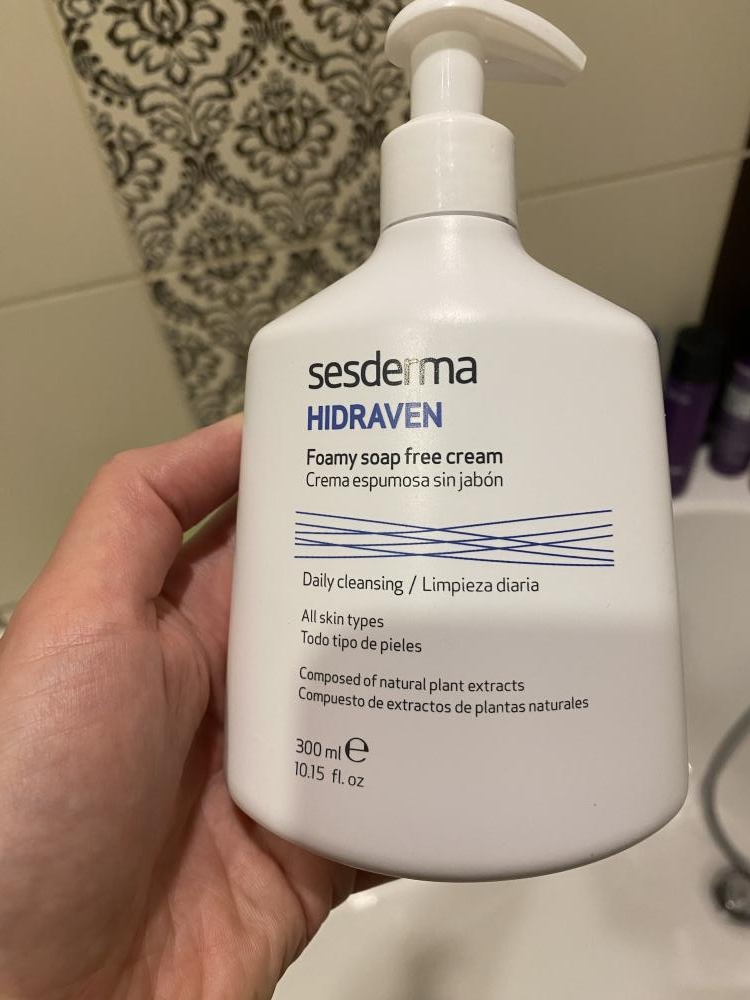 sesderma
HIDRAVEN
Foamy soap free cream
Crema espumosa sin jabón
Daily cleansing / Limpieza diaria
All skin types
Todo tipo de pieles
Composed of natural plant extracts
Compuesto de extractos de plantas naturales
300 ml ℮
10.15 fl. oz